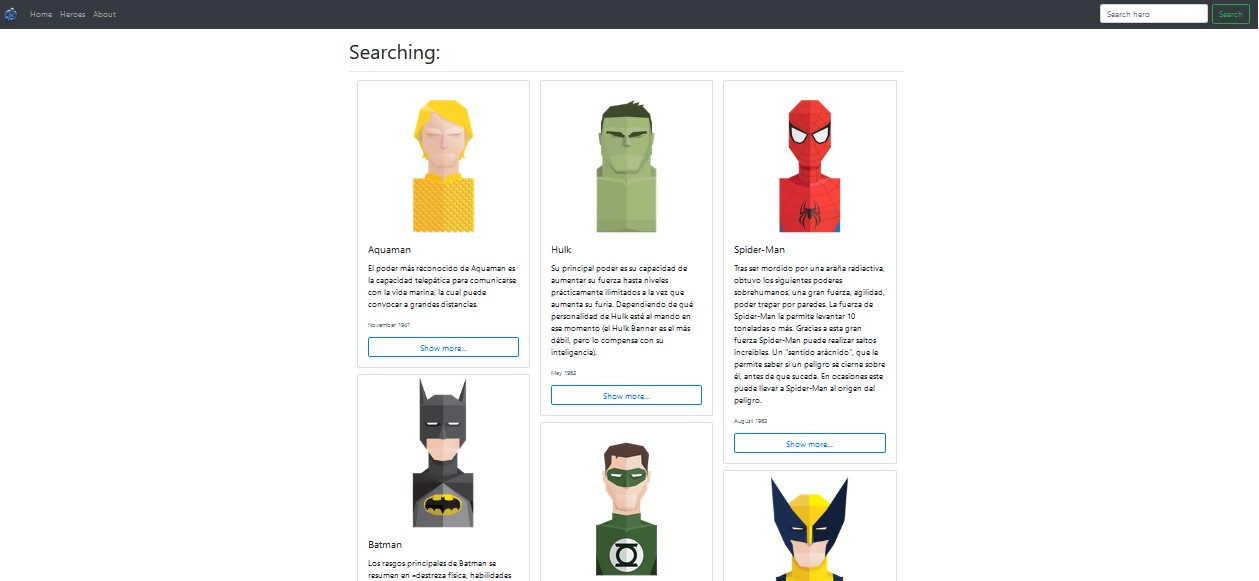 Home Heroes About
Search hero
Search
Searching:
Aquaman
El poder más reconocido de Aquaman es
la capacidad telepática para comunicarse
con la vida marina, la cual puede
convocar a grandes distancias.
November 1941
Show more...
Hulk
Su principal poder es su capacidad de
aumentar su fuerza hasta niveles
prácticamente ilimitados a la vez que
aumenta su furia. Dependiendo de qué
personalidad de Hulk esté al mando en
ese momento (el Hulk Banner es el más
débil, pero lo compensa con su
inteligencia).
May 1962
Show more...
Spider-Man
Tras ser mordido por una araña radiactiva,
obtuvo los siguientes poderes
sobrehumanos, una gran fuerza, agilidad,
poder trepar por paredes. La fuerza de
Spider-Man le permite levantar 10
toneladas o más. Gracias a esta gran
fuerza Spider-Man puede realizar saltos
íncreibles. Un "sentido arácnido", que le
permite saber si un peligro se cierne sobre
él, antes de que suceda. En ocasiones este
puede llevar a Spider-Man al origen del
peligro.
August 1962
Show more...
Batman
Los rasgos principales de Batman se
resumen en «destreza física, habilidades